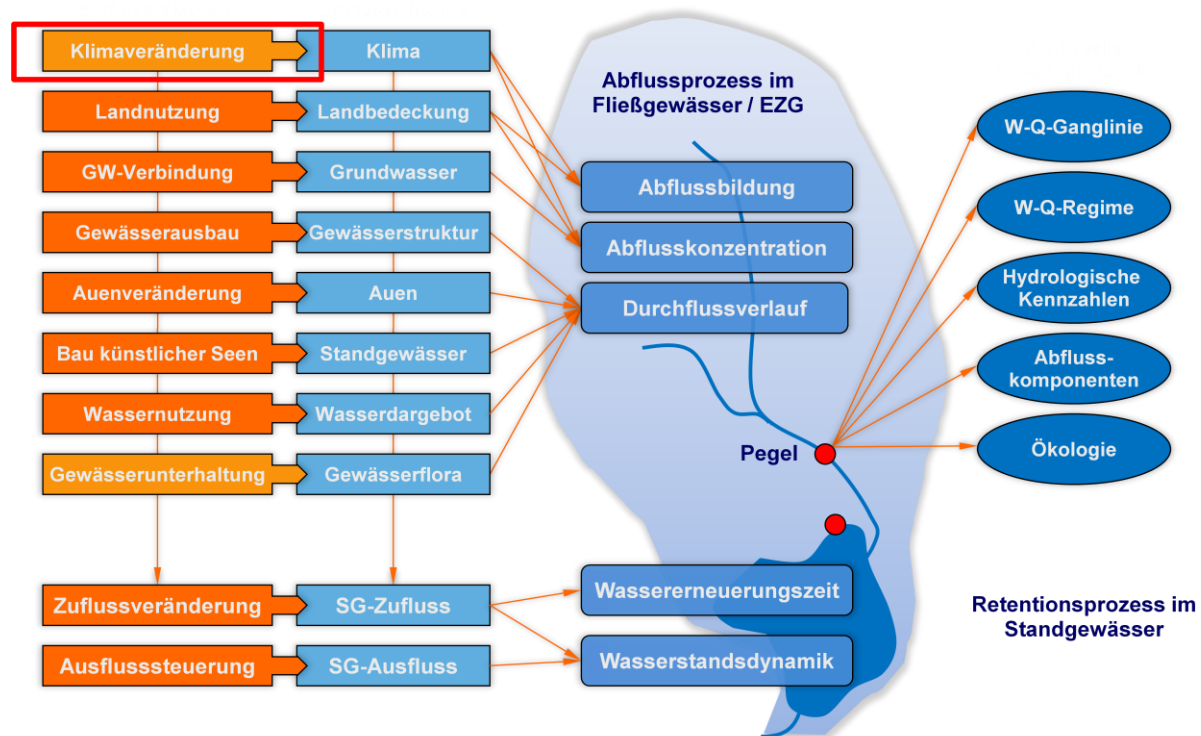 Klimaveränderung
Klima
Landnutzung
Landbedeckung
GW-Verbindung
Grundwasser
Gewässerausbau
Gewässerstruktur
Auenveränderung
Auen
Bau künstlicher Seen
Standgewässer
Wassernutzung
Wasserdargebot
Gewässerunterhaltung
Gewässerflora
Zuflussveränderung
SG-Zufluss
Ausflusssteuerung
SG-Ausfluss
Abflussprozess im
Fließgewässer / EZG
Abflussbildung
Abflusskonzentration
Durchflussverlauf
Pegel
Wassererneuerungszeit
Wasserstandsdynamik
W-Q-Ganglinie
W-Q-Regime
Hydrologische
Kennzahlen
Abfluss-
komponenten
Ökologie
Retentionsprozess im
Standgewässer